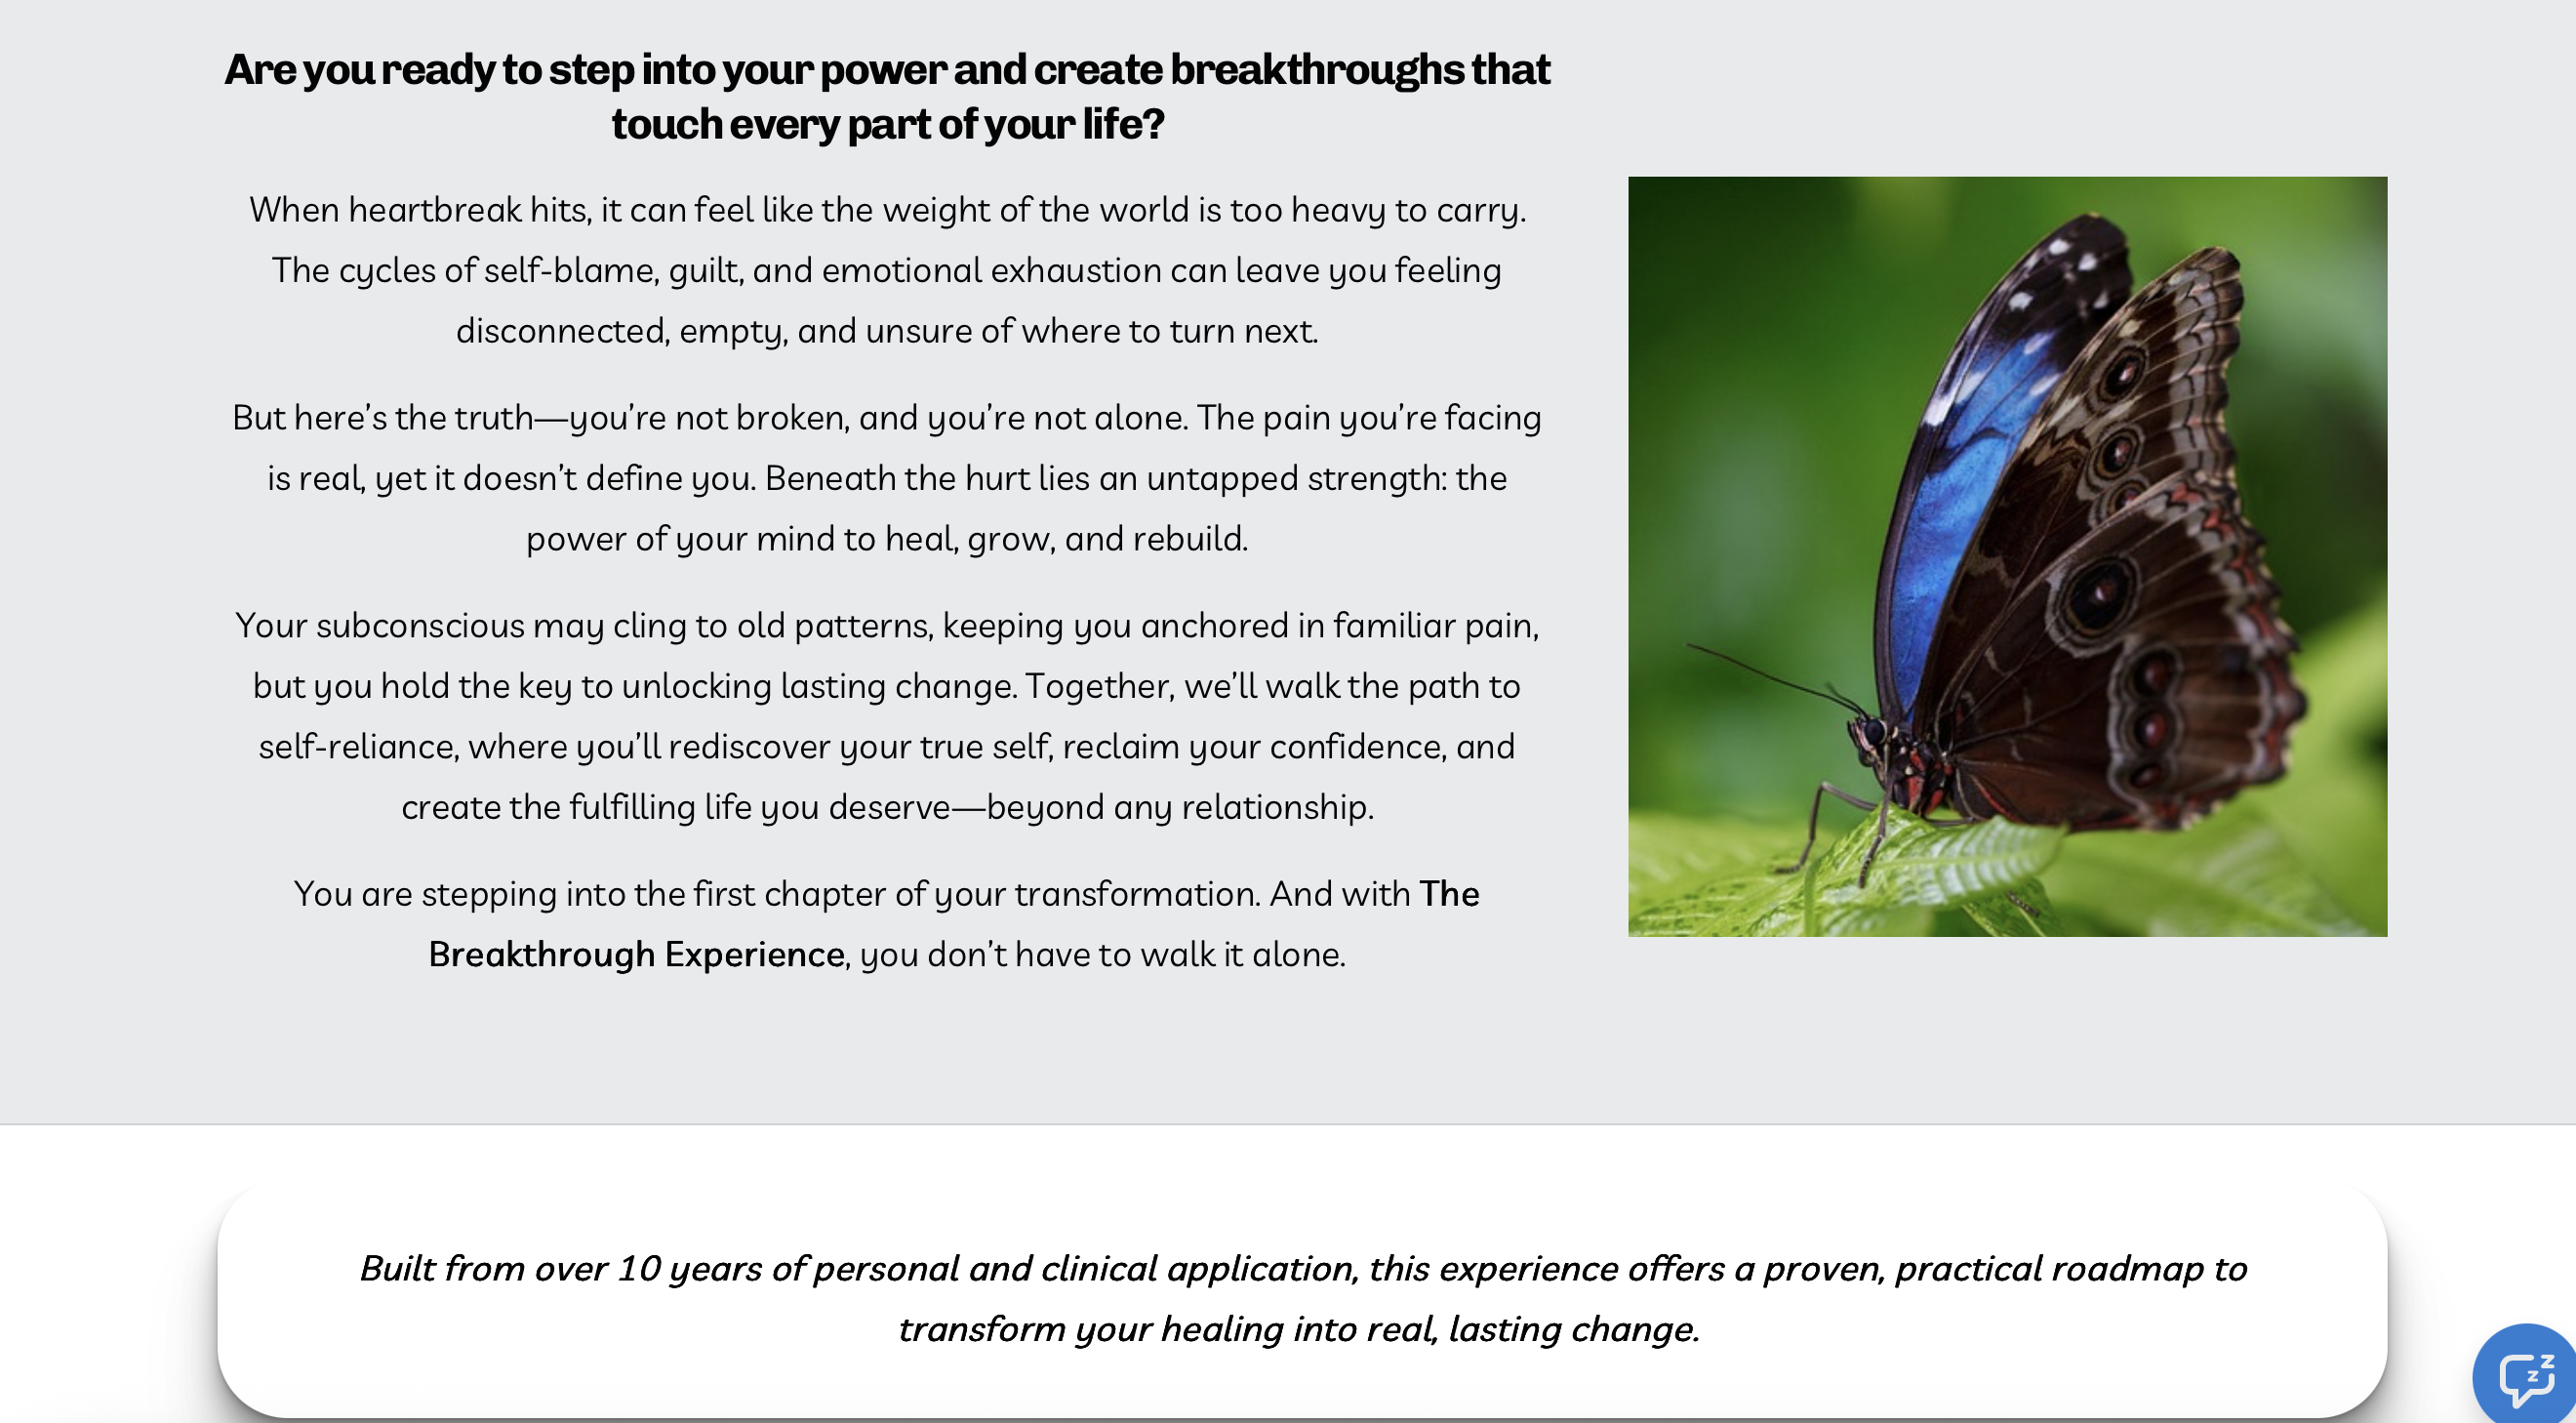 Are you ready to step into your power and create breakthroughs that
touch every part of your life?
When heartbreak hits, it can feel like the weight of the world is too heavy to carry.
The cycles of self-blame, guilt, and emotional exhaustion can leave you feeling
disconnected, empty, and unsure of where to turn next.
But here’s the truth—you’re not broken, and you’re not alone. The pain you’re facing
is real, yet it doesn’t define you. Beneath the hurt lies an untapped strength: the
power of your mind to heal, grow, and rebuild.
Your subconscious may cling to old patterns, keeping you anchored in familiar pain,
but you hold the key to unlocking lasting change. Together, we’ll walk the path to
self-reliance, where you’ll rediscover your true self, reclaim your confidence, and
create the fulfilling life you deserve—beyond any relationship.
You are stepping into the first chapter of your transformation. And with The
Breakthrough Experience, you don’t have to walk it alone.
Built from over 10 years of personal and clinical application, this experience offers a proven, practical roadmap to
transform your healing into real, lasting change.